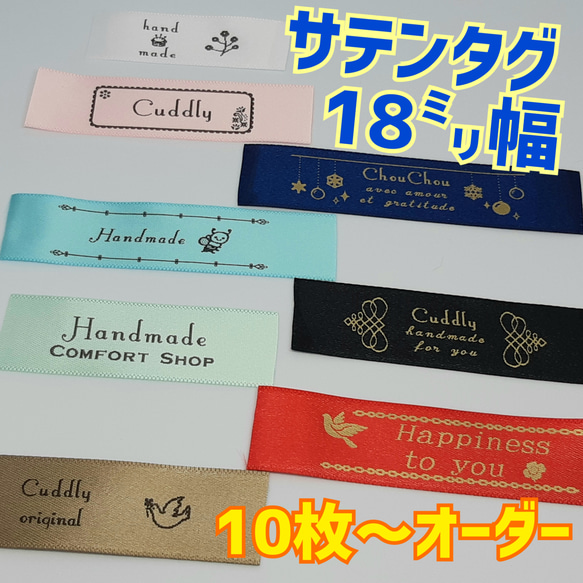 hand
made
サテンタグ
18㍉幅
Cuddly
ChouChou
avec amour
et gratitude
Handmade
Cuddly
handmade
for you
Handmade
COMFORT SHOP
Happiness
to you
Cuddly
original
10枚～オーダー